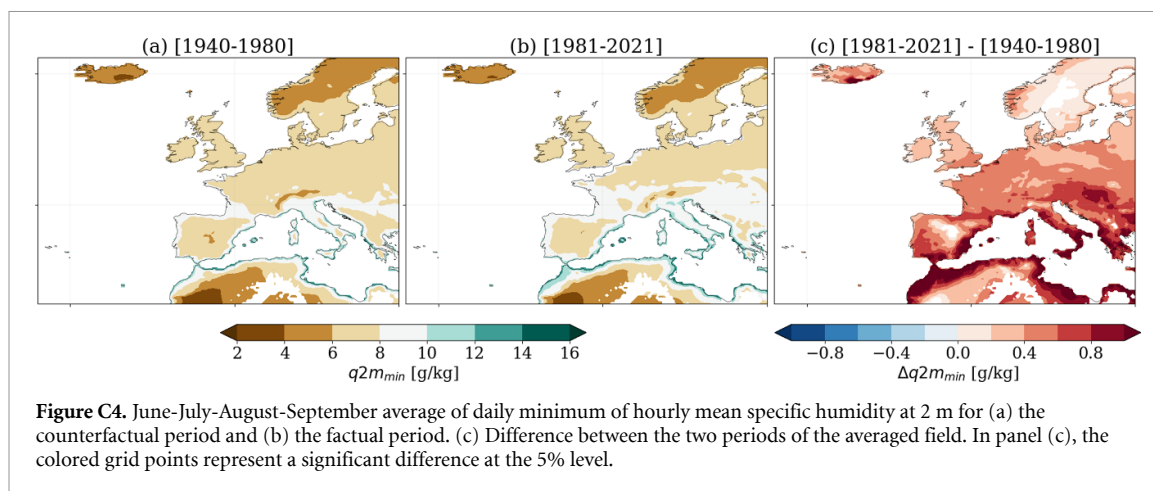 (a) [1940-1980]
(b) [1981-2021]
(c) [1981-2021] - [1940-1980]
2 4 6 8 10 12 14 16
q2m_min [g/kg]
−0.8 −0.4 0.0 0.4 0.8
Δq2m_min [g/kg]
Figure C4. June-July-August-September average of daily minimum of hourly mean specific humidity at 2 m for (a) the
counterfactual period and (b) the factual period. (c) Difference between the two periods of the averaged field. In panel (c), the
colored grid points represent a significant difference at the 5% level.